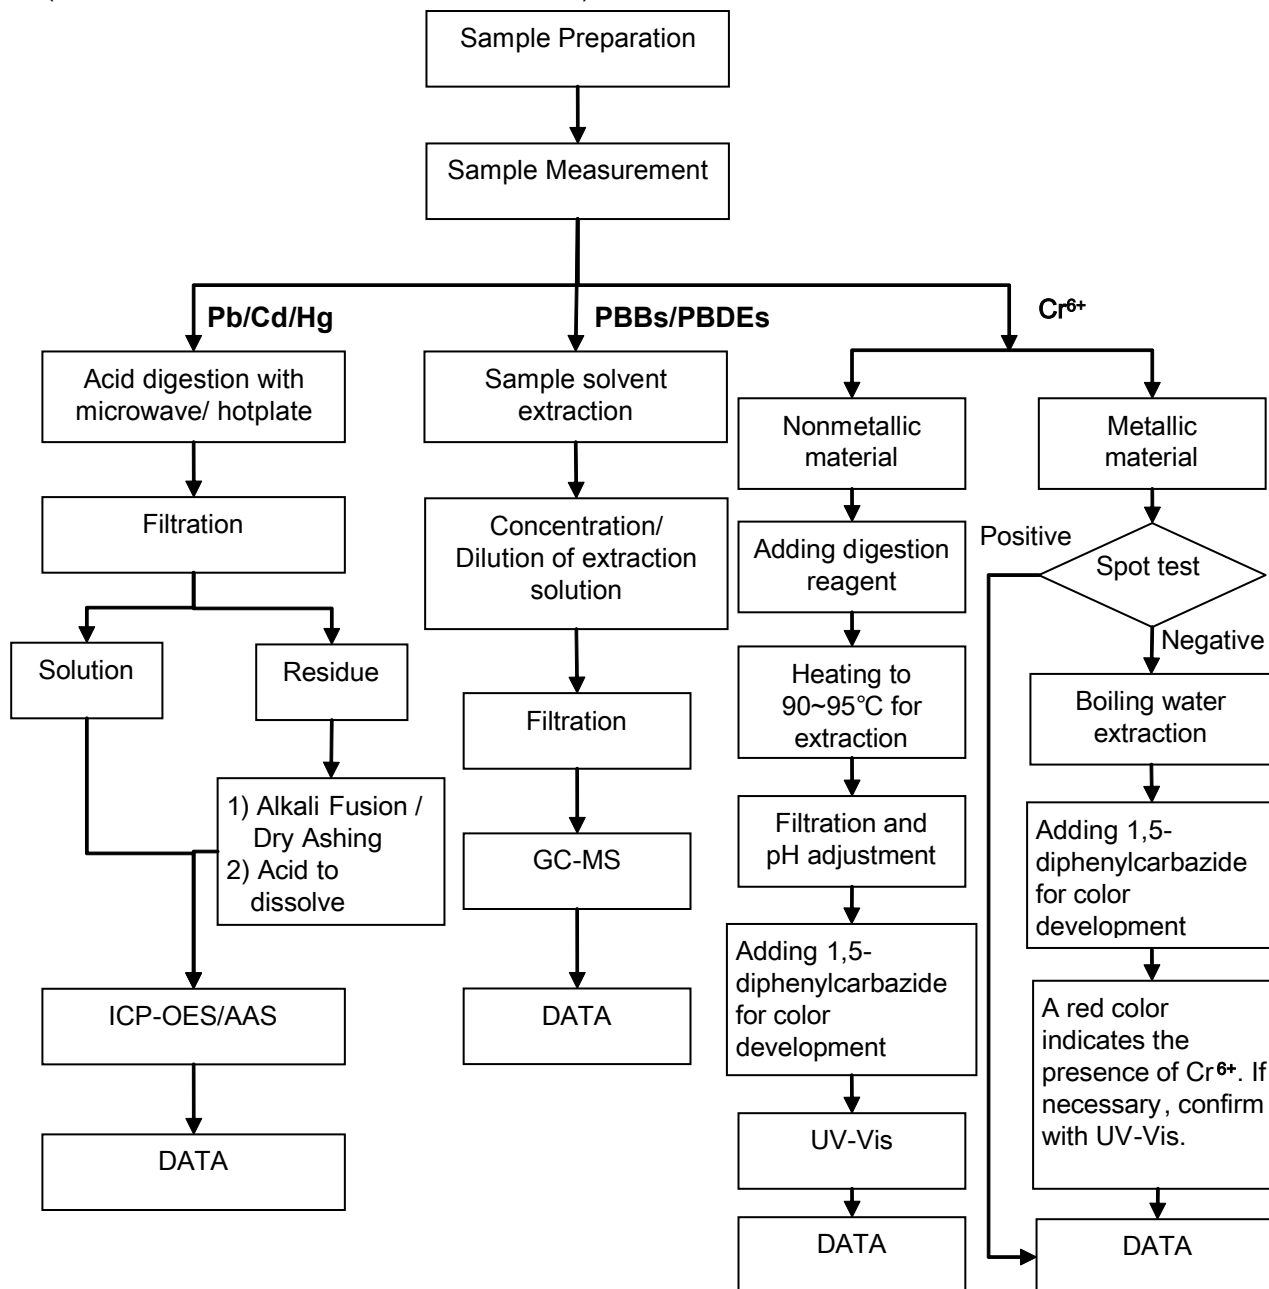 Sample Preparation
Sample Measurement
Pb/Cd/Hg
PBBs/PBDEs
Cr6+
Acid digestion with
microwave/ hotplate
Filtration
Solution
Residue
1) Alkali Fusion /
Dry Ashing
2) Acid to
dissolve
ICP-OES/AAS
DATA
Sample solvent
extraction
Concentration/
Dilution of extraction
solution
Filtration
GC-MS
DATA
Nonmetallic
material
Adding digestion
reagent
Heating to
90~95℃ for
extraction
Filtration and
pH adjustment
Adding 1,5-
diphenylcarbazide
for color
development
UV-Vis
DATA
Metallic
material
Positive
Spot test
Negative
Boiling water
extraction
Adding 1,5-
diphenylcarbazide
for color
development
A red color
indicates the
presence of Cr6+. If
necessary, confirm
with UV-Vis.
DATA